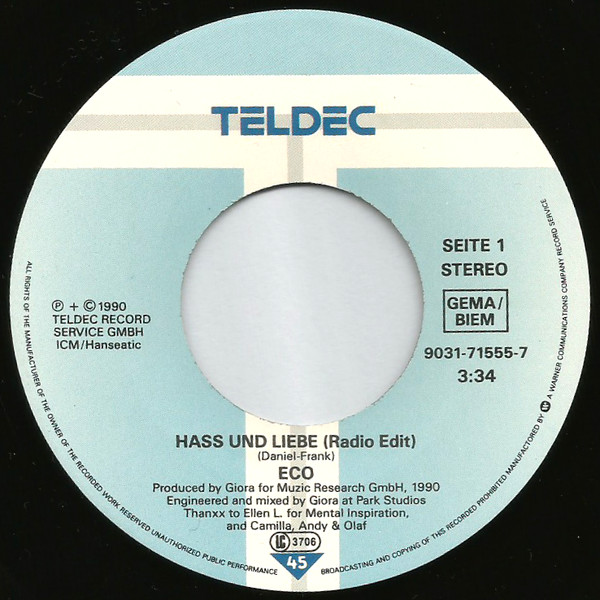 TELDEC
SEITE 1
STEREO
GEMA/
BIEM
9031-71555-7
3:34
Ⓟ + © 1990
TELDEC RECORD
SERVICE GMBH
ICM/Hanseatic
HASS UND LIEBE (Radio Edit)
(Daniel-Frank)
ECO
Produced by Giora for Muzic Research GmbH, 1990
Engineered and mixed by Giora at Park Studios
Thanxx to Ellen L. for Mental Inspiration,
and Camilla, Andy & Olaf
LC 3706
45
ALL RIGHTS OF THE MANUFACTURER OF THE OWNER OF THE RECORDED WORK RESERVED UNAUTHORIZED PUBLIC PERFORMANCE BROADCASTING AND COPYING OF THIS RECORD PROHIBITED MANUFACTURED BY A WARNER COMMUNICATIONS COMPANY RECORD SERVICE